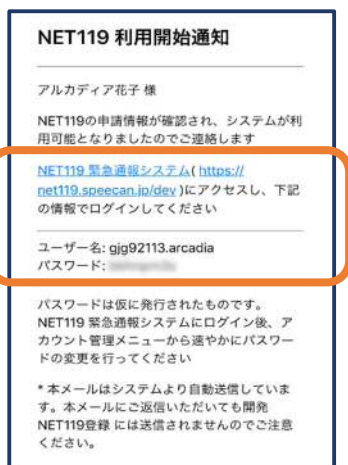 NET119 利用開始通知
アルカディア花子 様
NET119の申請情報が確認され、システムが利
用可能となりましたのでご連絡します
NET119 緊急通報システム( https://
net119.speecan.jp/dev )にアクセスし、下記
の情報でログインしてください
ユーザー名: gjg92113.arcadia
パスワード:
パスワードは仮に発行されたものです。
NET119 緊急通報システムにログイン後、ア
カウント管理メニューから速やかにパスワー
ドの変更を行ってください
* 本メールはシステムより自動送信していま
す。本メールにご返信いただいても開発
NET119登録 には送信されませんのでご注意
ください。